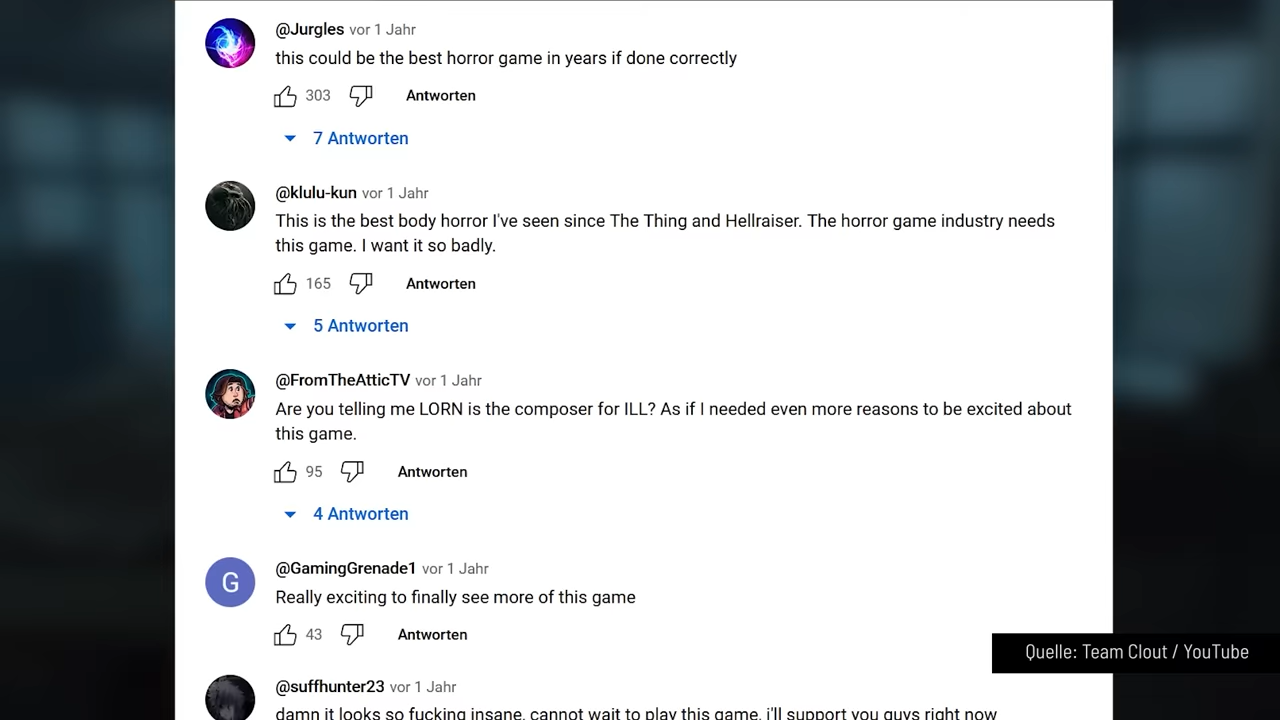 @Jurgles vor 1 Jahr
this could be the best horror game in years if done correctly
303 Antworten
7 Antworten
@klulu-kun vor 1 Jahr
This is the best body horror I've seen since The Thing and Hellraiser. The horror game industry needs
this game. I want it so badly.
165 Antworten
5 Antworten
@FromTheAtticTV vor 1 Jahr
Are you telling me LORN is the composer for ILL? As if I needed even more reasons to be excited about
this game.
95 Antworten
4 Antworten
G
@GamingGrenade1 vor 1 Jahr
Really exciting to finally see more of this game
43 Antworten
Quelle: Team Clout / YouTube
@suffhunter23 vor 1 Jahr
damn it looks so fucking insane, cannot wait to play this game, i'll support you guys right now